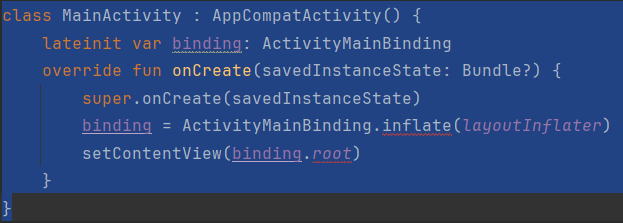 class MainActivity : AppCompatActivity() {
    lateinit var binding: ActivityMainBinding
    override fun onCreate(savedInstanceState: Bundle?) {
        super.onCreate(savedInstanceState)
        binding = ActivityMainBinding.inflate(layoutInflater)
        setContentView(binding.root)
    }
}